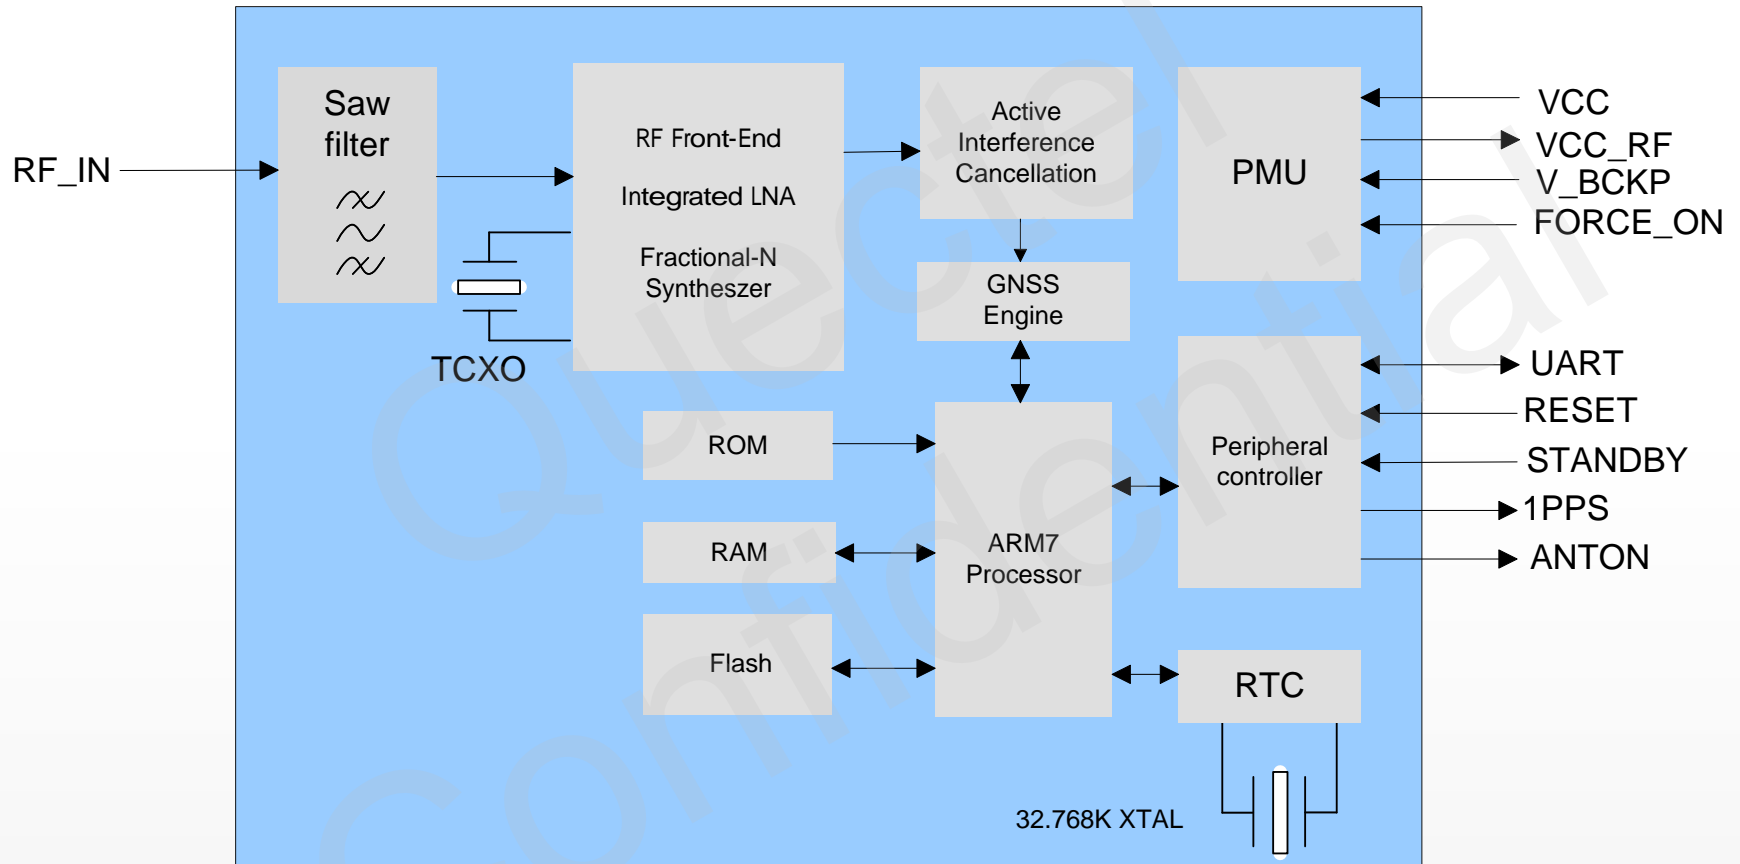 RF_IN
Saw
filter
RF Front-End
Integrated LNA
Fractional-N
Syntheszer
TCXO
Active
Interference
Cancellation
GNSS
Engine
PMU
VCC
VCC_RF
V_BCKP
FORCE_ON
ROM
RAM
Flash
ARM7
Processor
Peripheral
controller
UART
RESET
STANDBY
1PPS
ANTON
RTC
32.768K XTAL
Quectel
Confidential